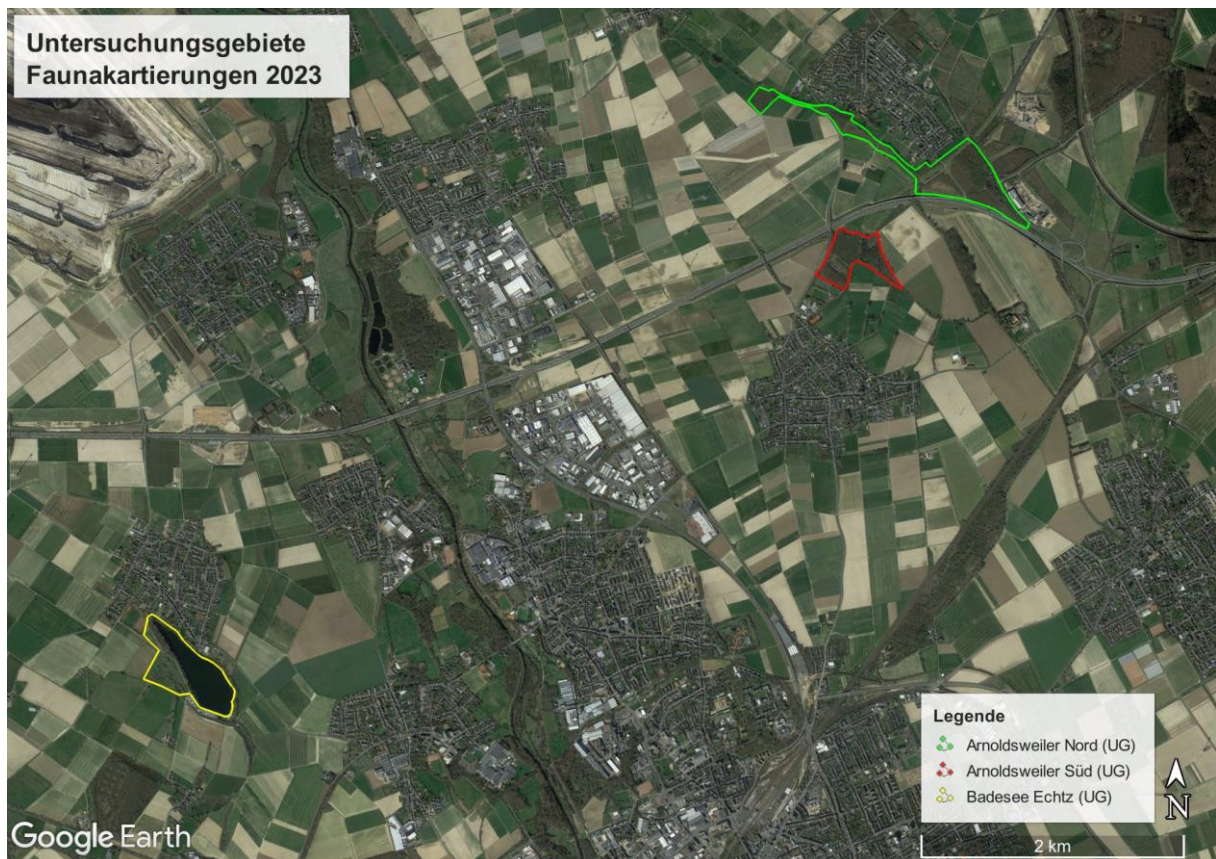 Untersuchungsgebiete
Faunakartierungen 2023
Legende
Arnoldsweiler Nord (UG)
Arnoldsweiler Süd (UG)
Badesee Echtz (UG)
N
2 km
Google Earth